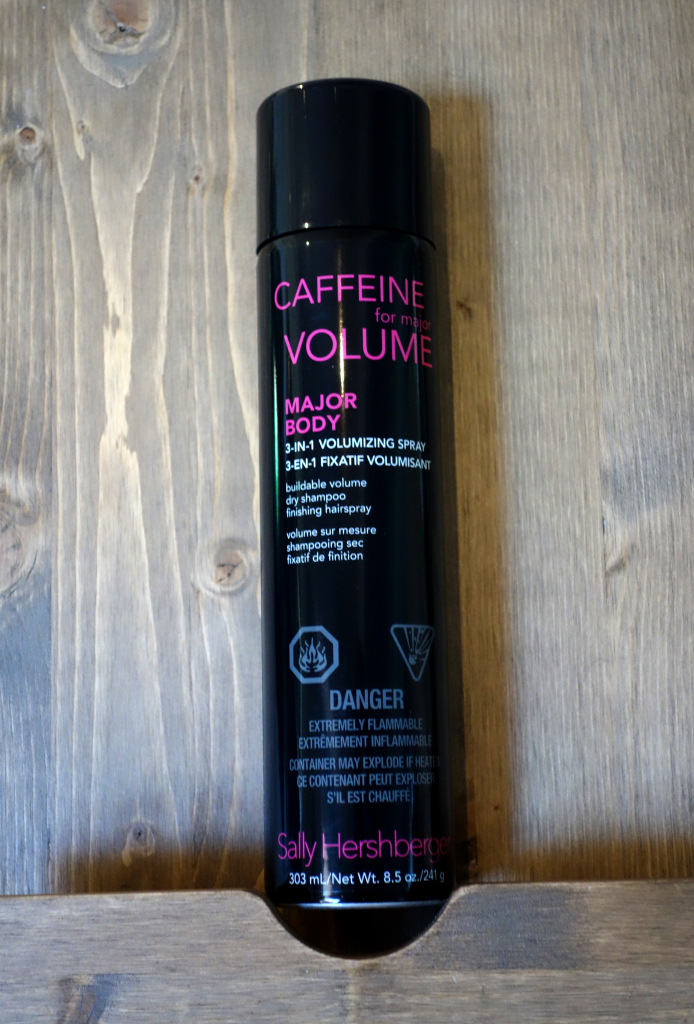 CAFFEINE
for major
VOLUME
MAJOR
BODY
3-IN-1 VOLUMIZING SPRAY
3-EN-1 FIXATIF VOLUMISANT
buildable volume
dry shampoo
finishing hairspray
volume sur mesure
shampooing sec
fixatif de finition
DANGER
EXTREMELY FLAMMABLE
EXTRÊMEMENT INFLAMMABLE
CONTAINER MAY EXPLODE IF HEATED
CE CONTENANT PEUT EXPLOSER
S'IL EST CHAUFFÉ
Sally Hershberger
303 mL/Net Wt. 8.5 oz./241 g